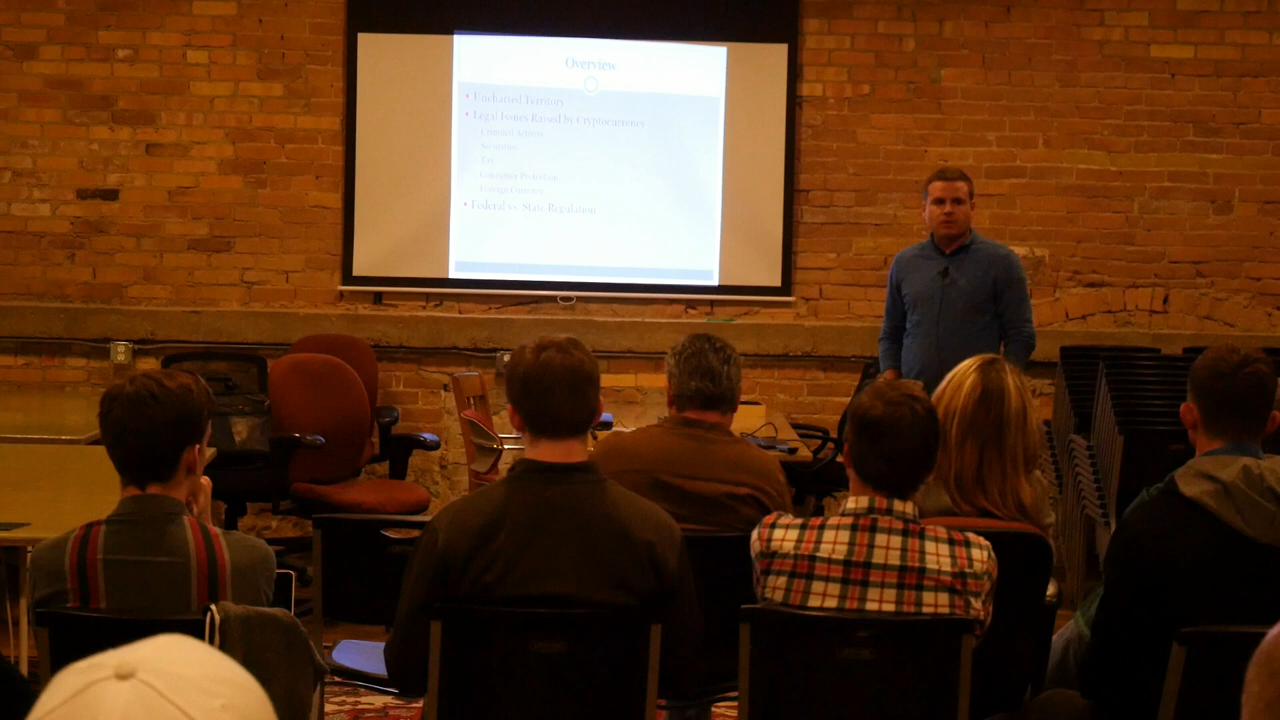 Overview
• Uncharted Territory
• Legal Issues Raised by Cryptocurrency
Criminal Activity
Securities
Tax
Consumer Protection
Foreign Currency
• Federal vs. State Regulation